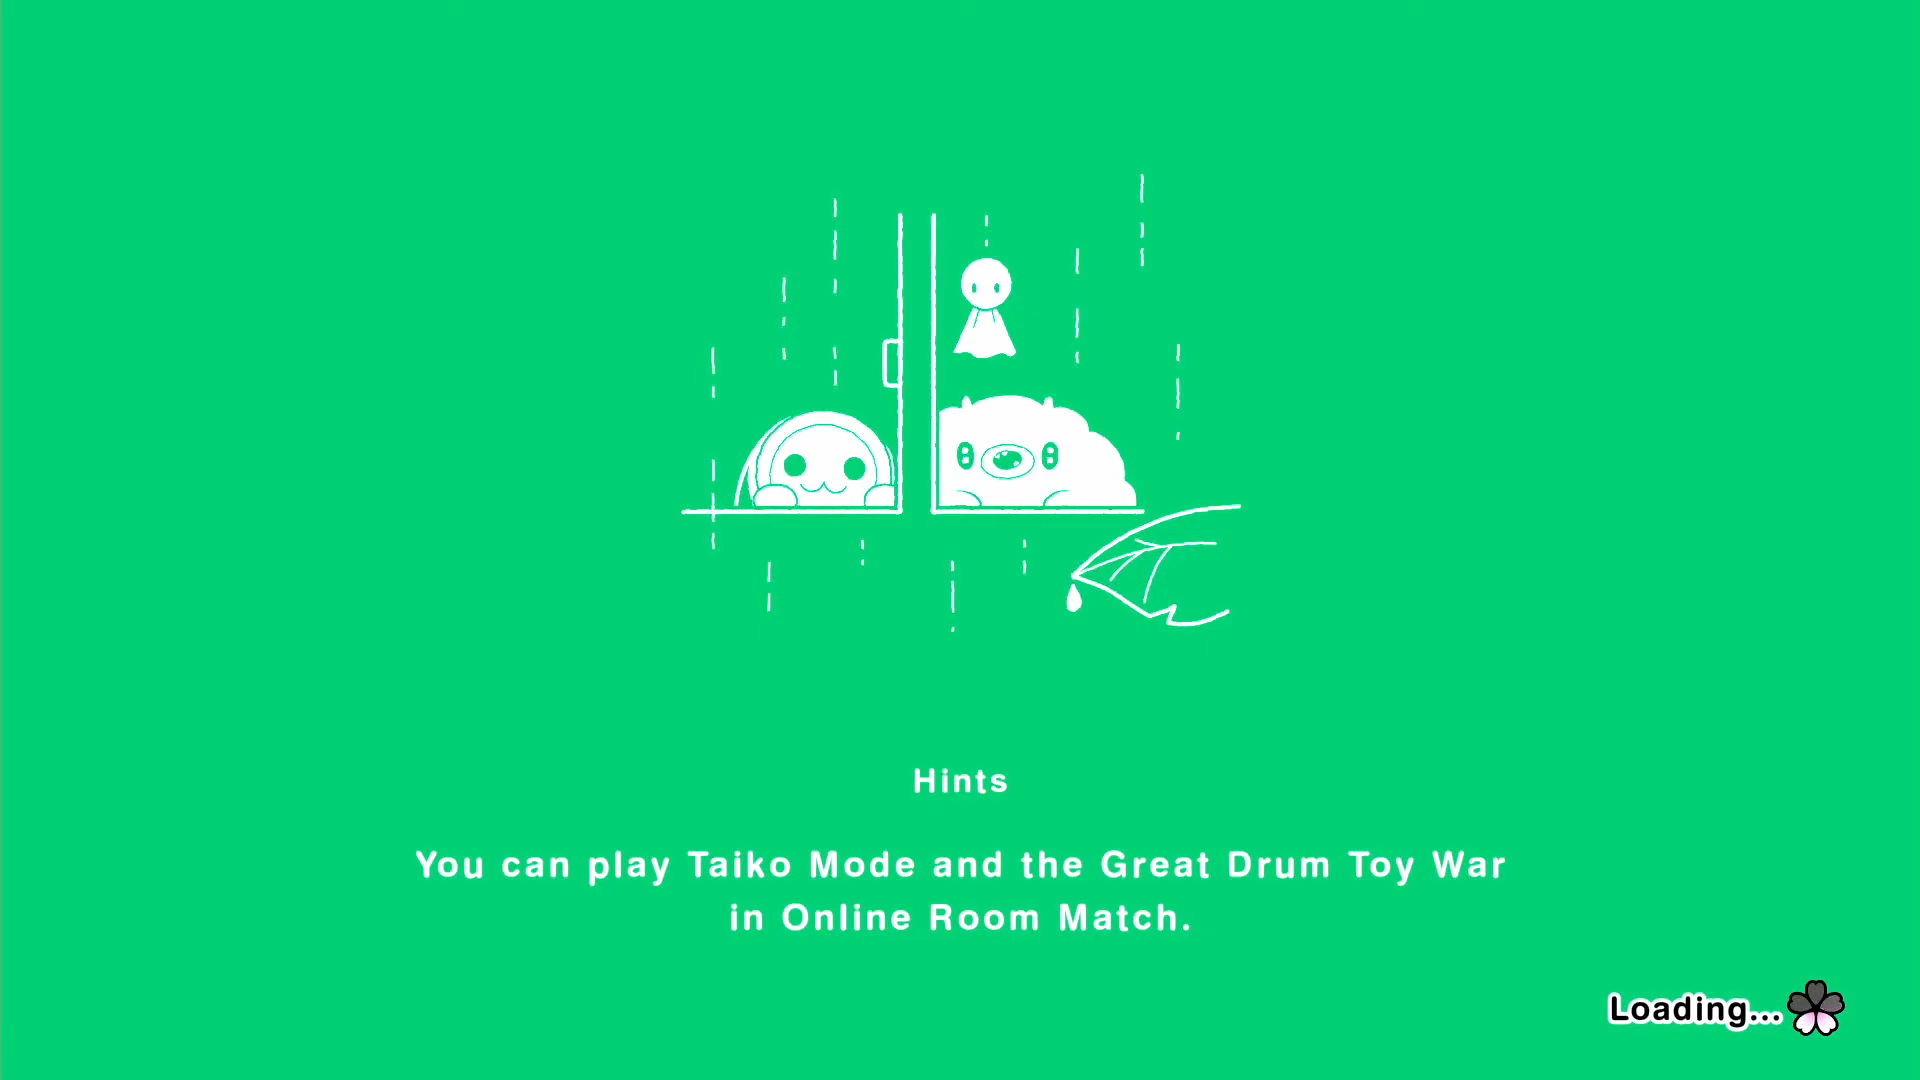 Hints
You can play Taiko Mode and the Great Drum Toy War
in Online Room Match.
Loading...